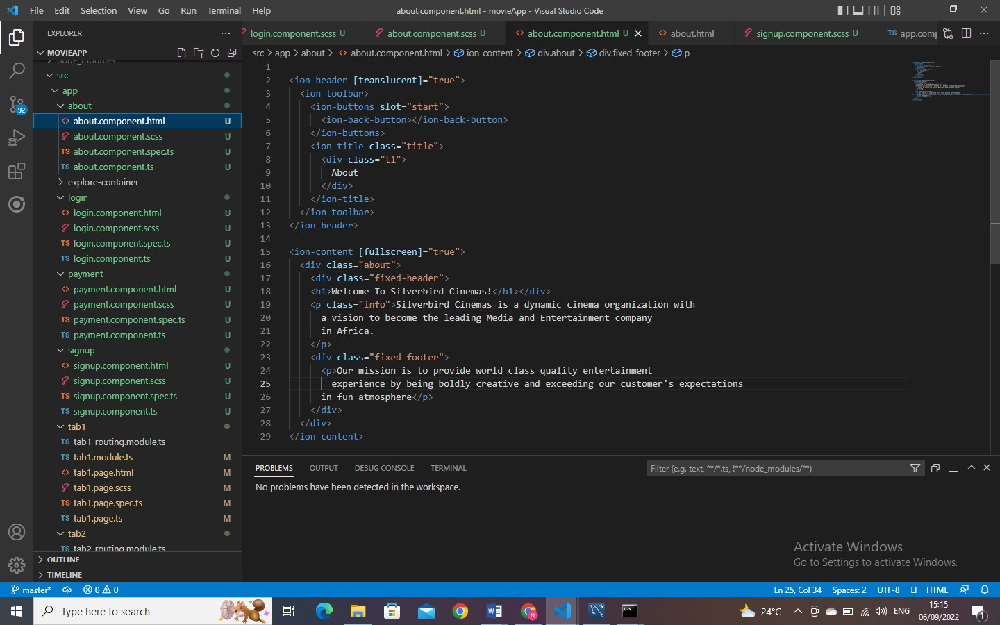 File Edit Selection View Go Run Terminal Help about.component.html - movieApp - Visual Studio Code
EXPLORER
MOVIEAPP
node_modules
src
app
about
about.component.html U
about.component.scss U
TS about.component.spec.ts U
TS about.component.ts U
explore-container
login
login.component.html U
login.component.scss U
TS login.component.spec.ts U
TS login.component.ts U
payment
payment.component.html U
payment.component.scss U
TS payment.component.spec.ts U
TS payment.component.ts U
signup
signup.component.html U
signup.component.scss U
TS signup.component.spec.ts U
TS signup.component.ts U
tab1
TS tab1-routing.module.ts
TS tab1.module.ts M
tab1.page.html M
tab1.page.scss M
TS tab1.page.spec.ts M
TS tab1.page.ts M
tab2
TS tab2-routing.module.ts
OUTLINE
TIMELINE
92
login.component.scss U about.component.scss U about.component.html U about.html signup.component.scss U TS app.comp
src > app > about > about.component.html > ion-content > div.about > div.fixed-footer > p
1
2 <ion-header [translucent]="true">
3 <ion-toolbar>
4 <ion-buttons slot="start">
5 <ion-back-button></ion-back-button>
6 </ion-buttons>
7 <ion-title class="title">
8 <div class="t1">
9 About
10 </div>
11 </ion-title>
12 </ion-toolbar>
13 </ion-header>
14
15 <ion-content [fullscreen]="true">
16 <div class="about">
17 <div class="fixed-header">
18 <h1>Welcome To Silverbird Cinemas!</h1></div>
19 <p class="info">Silverbird Cinemas is a dynamic cinema organization with
20 a vision to become the leading Media and Entertainment company
21 in Africa.
22 </p>
23 <div class="fixed-footer">
24 <p>Our mission is to provide world class quality entertainment
25 experience by being boldly creative and exceeding our customer's expectations
26 in fun atmosphere</p>
27 </div>
28 </div>
29 </ion-content>
PROBLEMS OUTPUT DEBUG CONSOLE TERMINAL Filter (e.g. text, **/*.ts, !**/node_modules/**)
No problems have been detected in the workspace.
Activate Windows
Go to Settings to activate Windows.
master* 0 0 Ln 25, Col 34 Spaces: 2 UTF-8 LF HTML
Type here to search
24°C ENG
15:15
06/09/2022
1